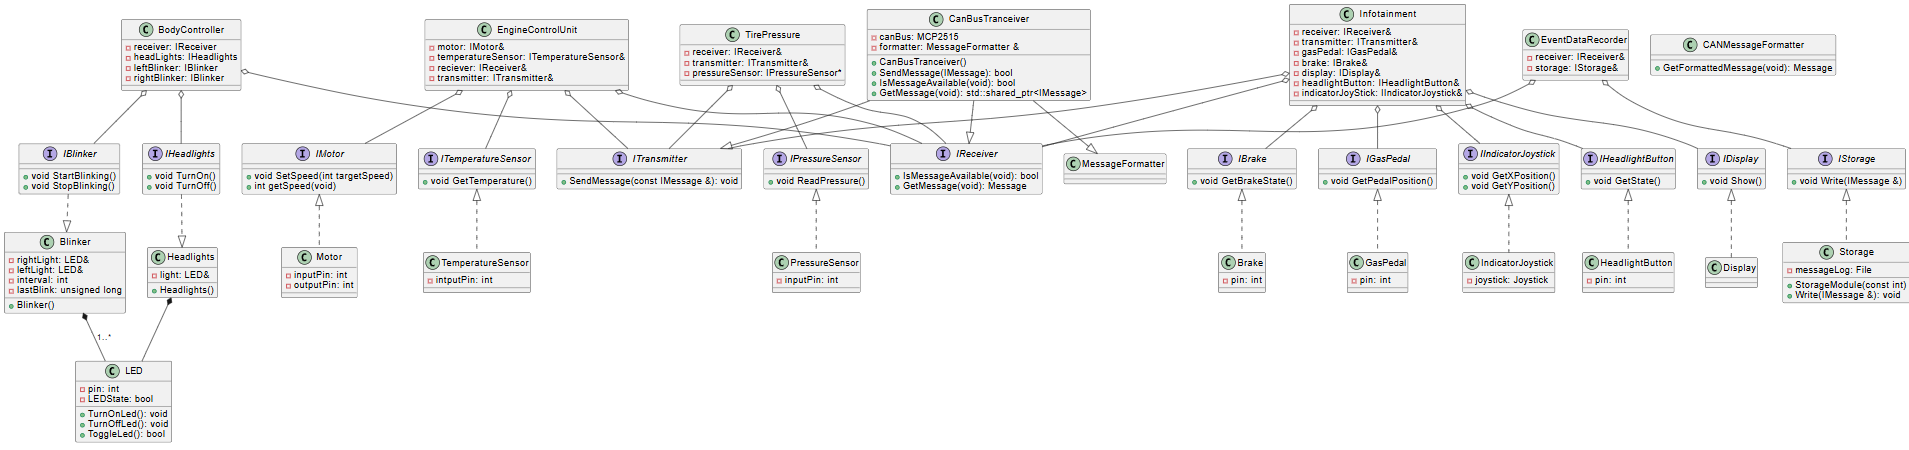 BodyController
receiver: IReceiver
headLights: IHeadlights
leftBlinker: IBlinker
rightBlinker: IBlinker
EngineControlUnit
motor: IMotor&
temperatureSensor: ITemperatureSensor&
reciever: IReceiver&
transmitter: ITransmitter&
TirePressure
receiver: IReceiver&
transmitter: ITransmitter&
pressureSensor: IPressureSensor*
CanBusTranceiver
canBus: MCP2515
formatter: MessageFormatter &
CanBusTranceiver()
SendMessage(IMessage): bool
IsMessageAvailable(void): bool
GetMessage(void): std::shared_ptr<IMessage>
Infotainment
receiver: IReceiver&
transmitter: ITransmitter&
gasPedal: IGasPedal&
brake: IBrake&
display: IDisplay&
headlightButton: IHeadlightButton&
indicatorJoyStick: IIndicatorJoystick&
EventDataRecorder
receiver: IReceiver&
storage: IStorage&
CANMessageFormatter
GetFormattedMessage(void): Message
IBlinker
void StartBlinking()
void StopBlinking()
IHeadlights
void TurnOn()
void TurnOff()
IMotor
void SetSpeed(int targetSpeed)
int getSpeed(void)
ITemperatureSensor
void GetTemperature()
ITransmitter
SendMessage(const IMessage &): void
IPressureSensor
void ReadPressure()
IReceiver
IsMessageAvailable(void): bool
GetMessage(void): Message
MessageFormatter
IBrake
void GetBrakeState()
IGasPedal
void GetPedalPosition()
IIndicatorJoystick
void GetXPosition()
void GetYPosition()
IHeadlightButton
void GetState()
IDisplay
void Show()
IStorage
void Write(IMessage &)
Blinker
rightLight: LED&
leftLight: LED&
interval: int
lastBlink: unsigned long
Blinker()
Headlights
light: LED&
Headlights()
Motor
inputPin: int
outputPin: int
TemperatureSensor
intputPin: int
PressureSensor
inputPin: int
Brake
pin: int
GasPedal
pin: int
IndicatorJoystick
joystick: Joystick
HeadlightButton
pin: int
Display
Storage
messageLog: File
StorageModule(const int)
Write(IMessage &): void
1..*
LED
pin: int
LEDState: bool
TurnOnLed(): void
TurnOffLed(): void
ToggleLed(): bool